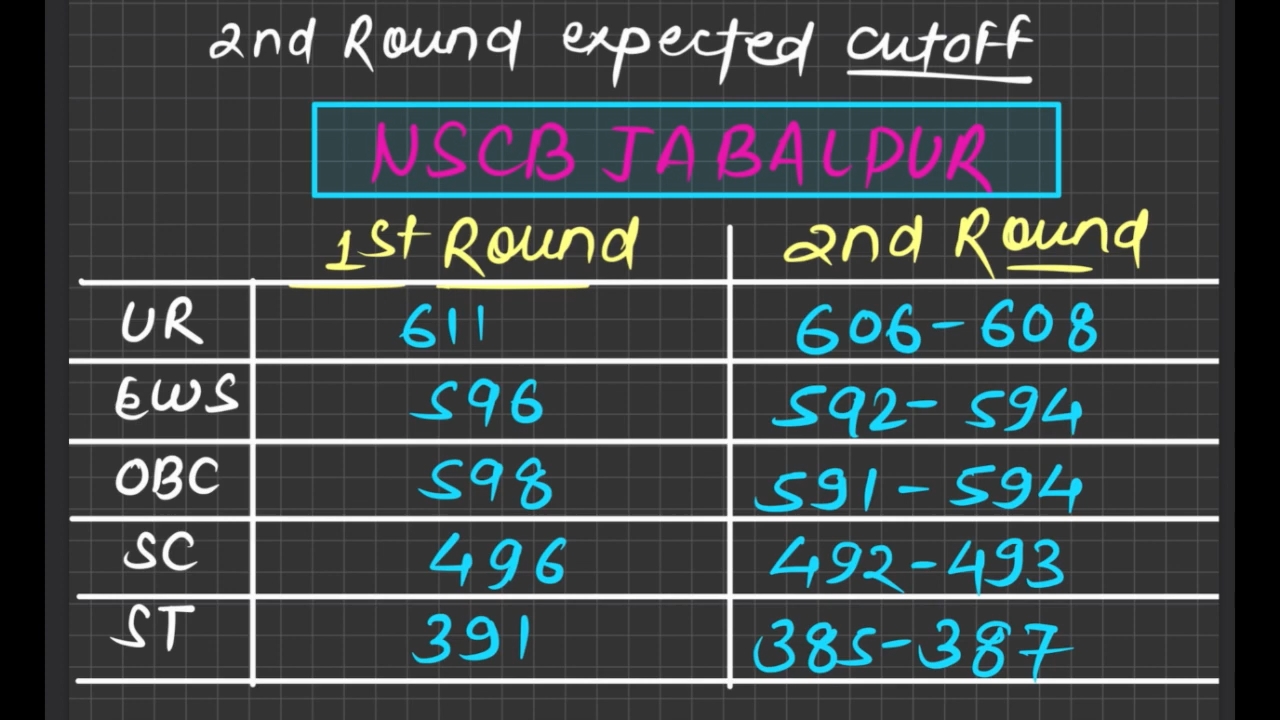 2nd Round expected cutoff
NSCB JABALPUR
1st Round 2nd Round
UR 611 606-608
EWS 596 592-594
OBC 598 591-594
SC 496 492-493
ST 391 385-387